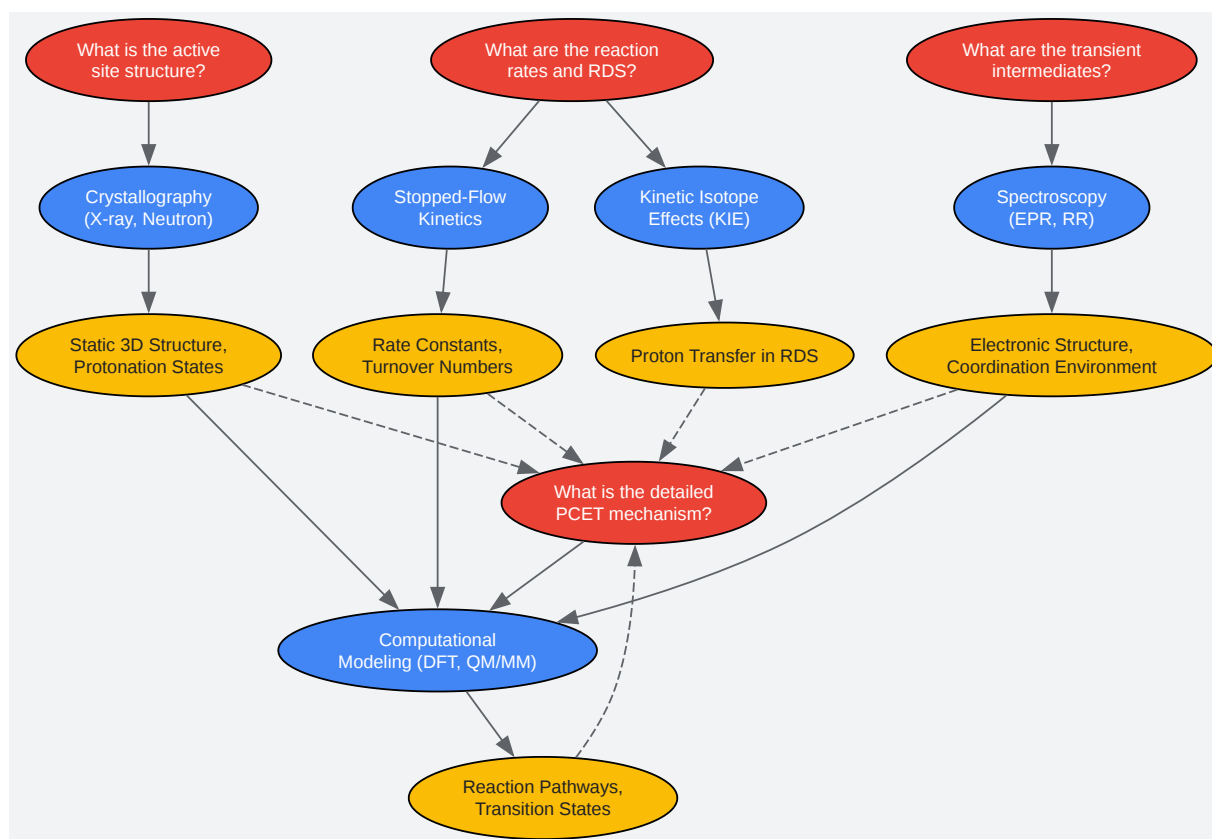 What is the active
site structure?
What are the reaction
rates and RDS?
What are the transient
intermediates?
Crystallography
(X-ray, Neutron)
Stopped-Flow
Kinetics
Kinetic Isotope
Effects (KIE)
Spectroscopy
(EPR, RR)
Static 3D Structure,
Protonation States
Rate Constants,
Turnover Numbers
Proton Transfer in RDS
Electronic Structure,
Coordination Environment
What is the detailed
PCET mechanism?
Computational
Modeling (DFT, QM/MM)
Reaction Pathways,
Transition States